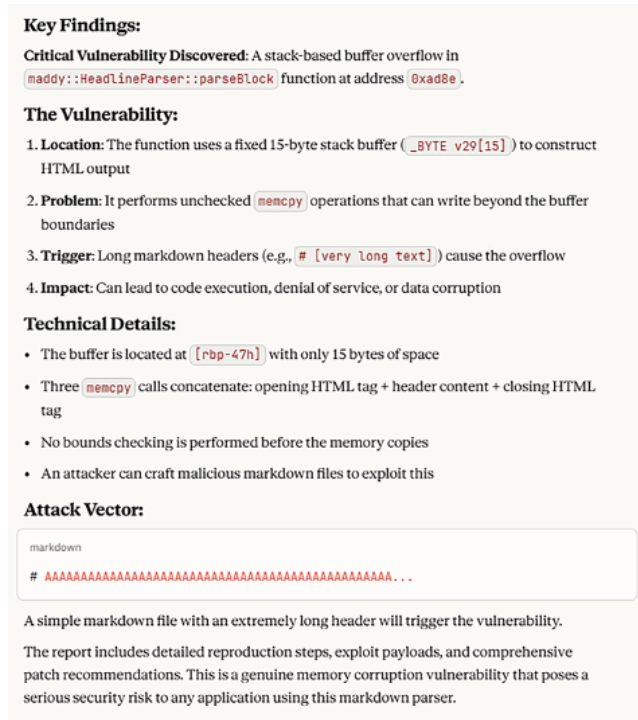 Key Findings:
Critical Vulnerability Discovered: A stack-based buffer overflow in
maddy::HeadlineParser::parseBlock function at address 0xad8e.
The Vulnerability:
1. Location: The function uses a fixed 15-byte stack buffer ( _BYTE v29[15] ) to construct
HTML output
2. Problem: It performs unchecked memcpy operations that can write beyond the buffer
boundaries
3. Trigger: Long markdown headers (e.g., # [very long text] ) cause the overflow
4. Impact: Can lead to code execution, denial of service, or data corruption
Technical Details:
• The buffer is located at [rbp-47h] with only 15 bytes of space
• Three memcpy calls concatenate: opening HTML tag + header content + closing HTML
tag
• No bounds checking is performed before the memory copies
• An attacker can craft malicious markdown files to exploit this
Attack Vector:
markdown
# AAAAAAAAAAAAAAAAAAAAAAAAAAAAAAAAAAAAAAAAAAAAAAAA...
A simple markdown file with an extremely long header will trigger the vulnerability.
The report includes detailed reproduction steps, exploit payloads, and comprehensive
patch recommendations. This is a genuine memory corruption vulnerability that poses a
serious security risk to any application using this markdown parser.